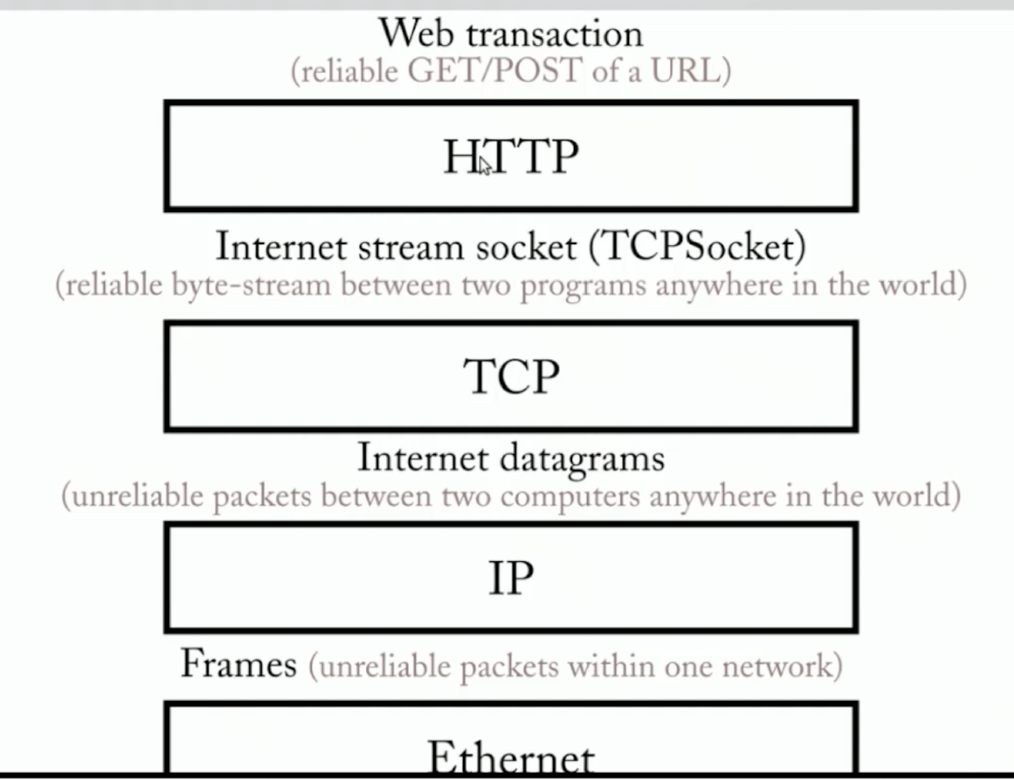 Web transaction
(reliable GET/POST of a URL)
HTTP
Internet stream socket (TCPSocket)
(reliable byte-stream between two programs anywhere in the world)
TCP
Internet datagrams
(unreliable packets between two computers anywhere in the world)
IP
Frames (unreliable packets within one network)
Ethernet